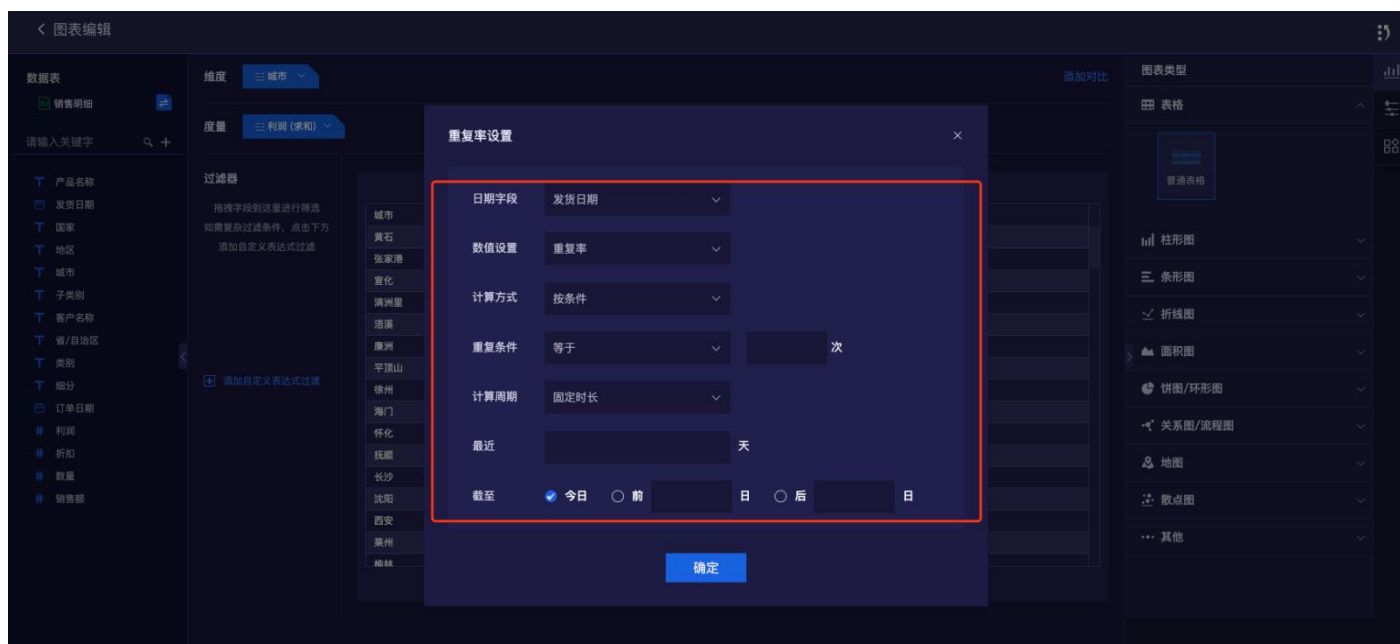 图表编辑
数据表
销售明细
请输入关键字
产品名称
发货日期
国家
地区
城市
子类别
客户名称
省/自治区
类别
细分
订单日期
利润
折扣
数量
销售额
维度 城市
添加对比
度量 利润 (求和)
过滤器
拖拽字段到这里进行筛选
如需复杂过滤条件，点击下方
添加自定义表达式过滤
添加自定义表达式过滤
城市
黄石
张家港
宣化
满洲里
浯溪
廉洲
平顶山
徐州
海门
怀化
抚顺
长沙
沈阳
西安
莱州
榆林
重复率设置
日期字段 发货日期
数值设置 重复率
计算方式 按条件
重复条件 等于 次
计算周期 固定时长
最近 天
截至 今日 前 日 后 日
确定
图表类型
表格
普通表格
柱形图
条形图
折线图
面积图
饼图/环形图
关系图/流程图
地图
散点图
其他